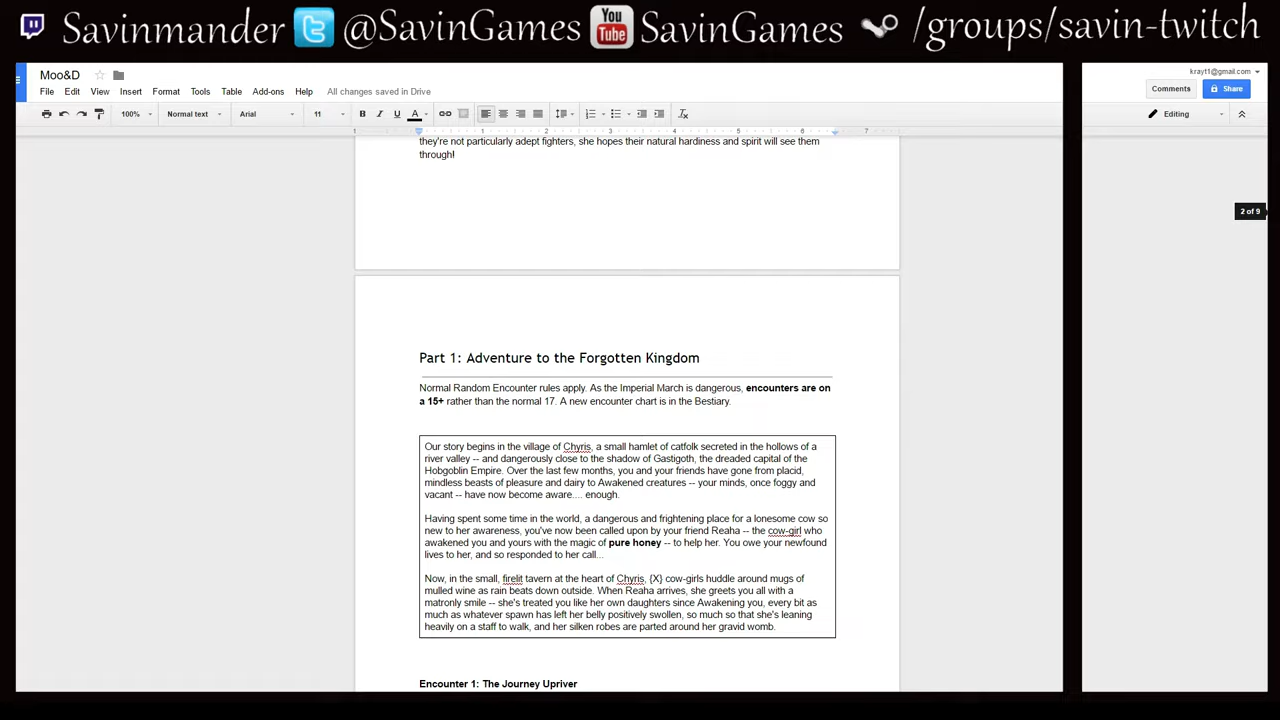 Savinmander @SavinGames You Tube SavinGames /groups/savin-twitch
Moo&D
krayt1@gmail.com
File Edit View Insert Format Tools Table Add-ons Help All changes saved in Drive
Comments Share
100% Normal text Arial 11 B I U A
Editing
1 1 2 3 4 5 6 7
they're not particularly adept fighters, she hopes their natural hardiness and spirit will see them
through!
2 of 9
Part 1: Adventure to the Forgotten Kingdom
Normal Random Encounter rules apply. As the Imperial March is dangerous, encounters are on
a 15+ rather than the normal 17. A new encounter chart is in the Bestiary.
Our story begins in the village of Chyris, a small hamlet of catfolk secreted in the hollows of a
river valley -- and dangerously close to the shadow of Gastigoth, the dreaded capital of the
Hobgoblin Empire. Over the last few months, you and your friends have gone from placid,
mindless beasts of pleasure and dairy to Awakened creatures -- your minds, once foggy and
vacant -- have now become aware.... enough.
Having spent some time in the world, a dangerous and frightening place for a lonesome cow so
new to her awareness, you've now been called upon by your friend Reaha -- the cow-girl who
awakened you and yours with the magic of pure honey -- to help her. You owe your newfound
lives to her, and so responded to her call...
Now, in the small, firelit tavern at the heart of Chyris, {X} cow-girls huddle around mugs of
mulled wine as rain beats down outside. When Reaha arrives, she greets you all with a
matronly smile -- she's treated you like her own daughters since Awakening you, every bit as
much as whatever spawn has left her belly positively swollen, so much so that she's leaning
heavily on a staff to walk, and her silken robes are parted around her gravid womb.
Encounter 1: The Journey Upriver